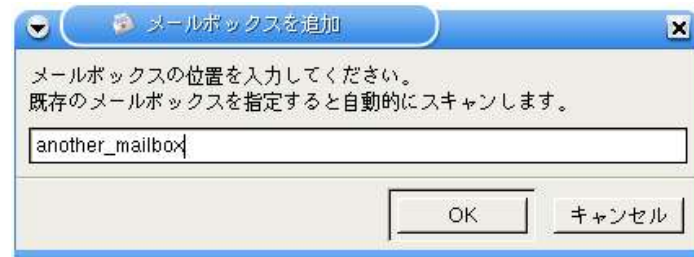 メールボックスを追加
メールボックスの位置を入力してください。
既存のメールボックスを指定すると自動的にスキャンします。
another_mailbox
OK
キャンセル